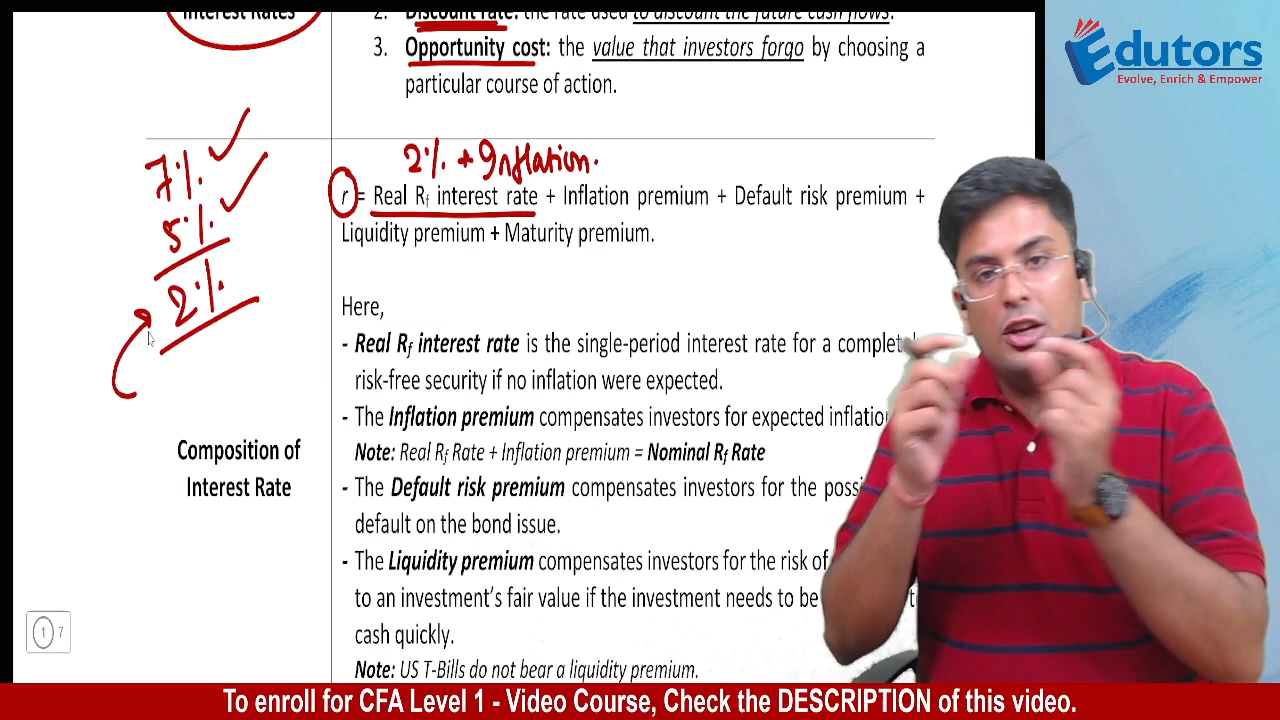 Interest Rates
2. Discount rate: the rate used to discount the future cash flows.
3. Opportunity cost: the value that investors forgo by choosing a
particular course of action.
Edutors
Evolve, Enrich & Empower
7%
5%
2%
2% + Inflation.
r = Real Rf interest rate + Inflation premium + Default risk premium +
Liquidity premium + Maturity premium.
Here,
- Real Rf interest rate is the single-period interest rate for a
risk-free security if no inflation were expected.
- The Inflation premium compensates investors for expected
Note: Real Rf Rate + Inflation premium = Nominal Rf Rate
Composition of
Interest Rate
- The Default risk premium compensates investors for the
default on the bond issue.
- The Liquidity premium compensates investors for the risk of
to an investment's fair value if the investment needs to be
cash quickly.
Note: US T-Bills do not bear a liquidity premium.
1 7
To enroll for CFA Level 1 - Video Course, Check the DESCRIPTION of this video.